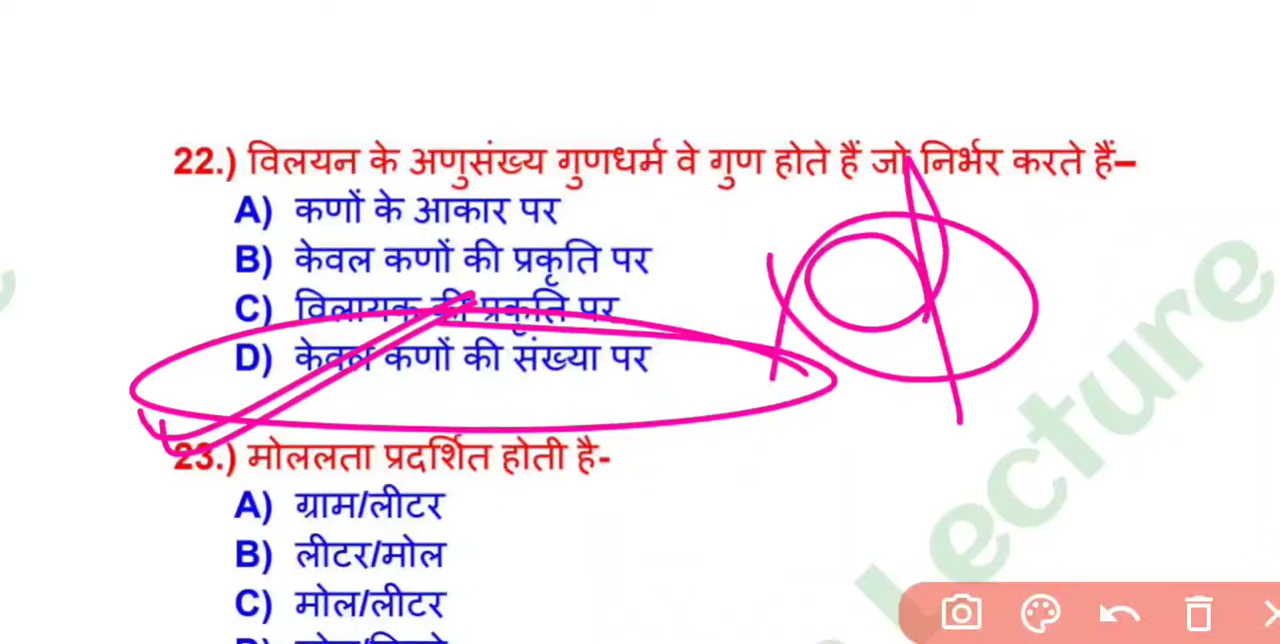 22.) विलयन के अणुसंख्य गुणधर्म वे गुण होते हैं जो निर्भर करते हैं–
A) कणों के आकार पर
B) केवल कणों की प्रकृति पर
C) विलायक की प्रकृति पर
D) केवल कणों की संख्या पर
23.) मोललता प्रदर्शित होती है-
A) ग्राम/लीटर
B) लीटर/मोल
C) मोल/लीटर
Lecture